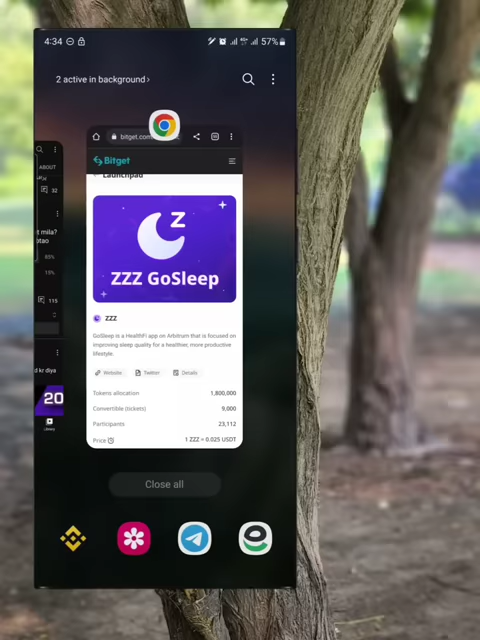 4:34
57%
2 active in background ›
bitget.com
Bitget
Launchpad
Z
ZZZ GoSleep
ZZZ
GoSleep is a HealthFi app on Arbitrum that is focused on
improving sleep quality for a healthier, more productive
lifestyle.
Website
Twitter
Details
Tokens allocation 1,800,000
Convertible (tickets) 9,000
Participants 23,112
Price 1 ZZZ = 0.025 USDT
ABOUT
32
t mila?
otao
85%
15%
115
d kr diya
20
Library
Close all